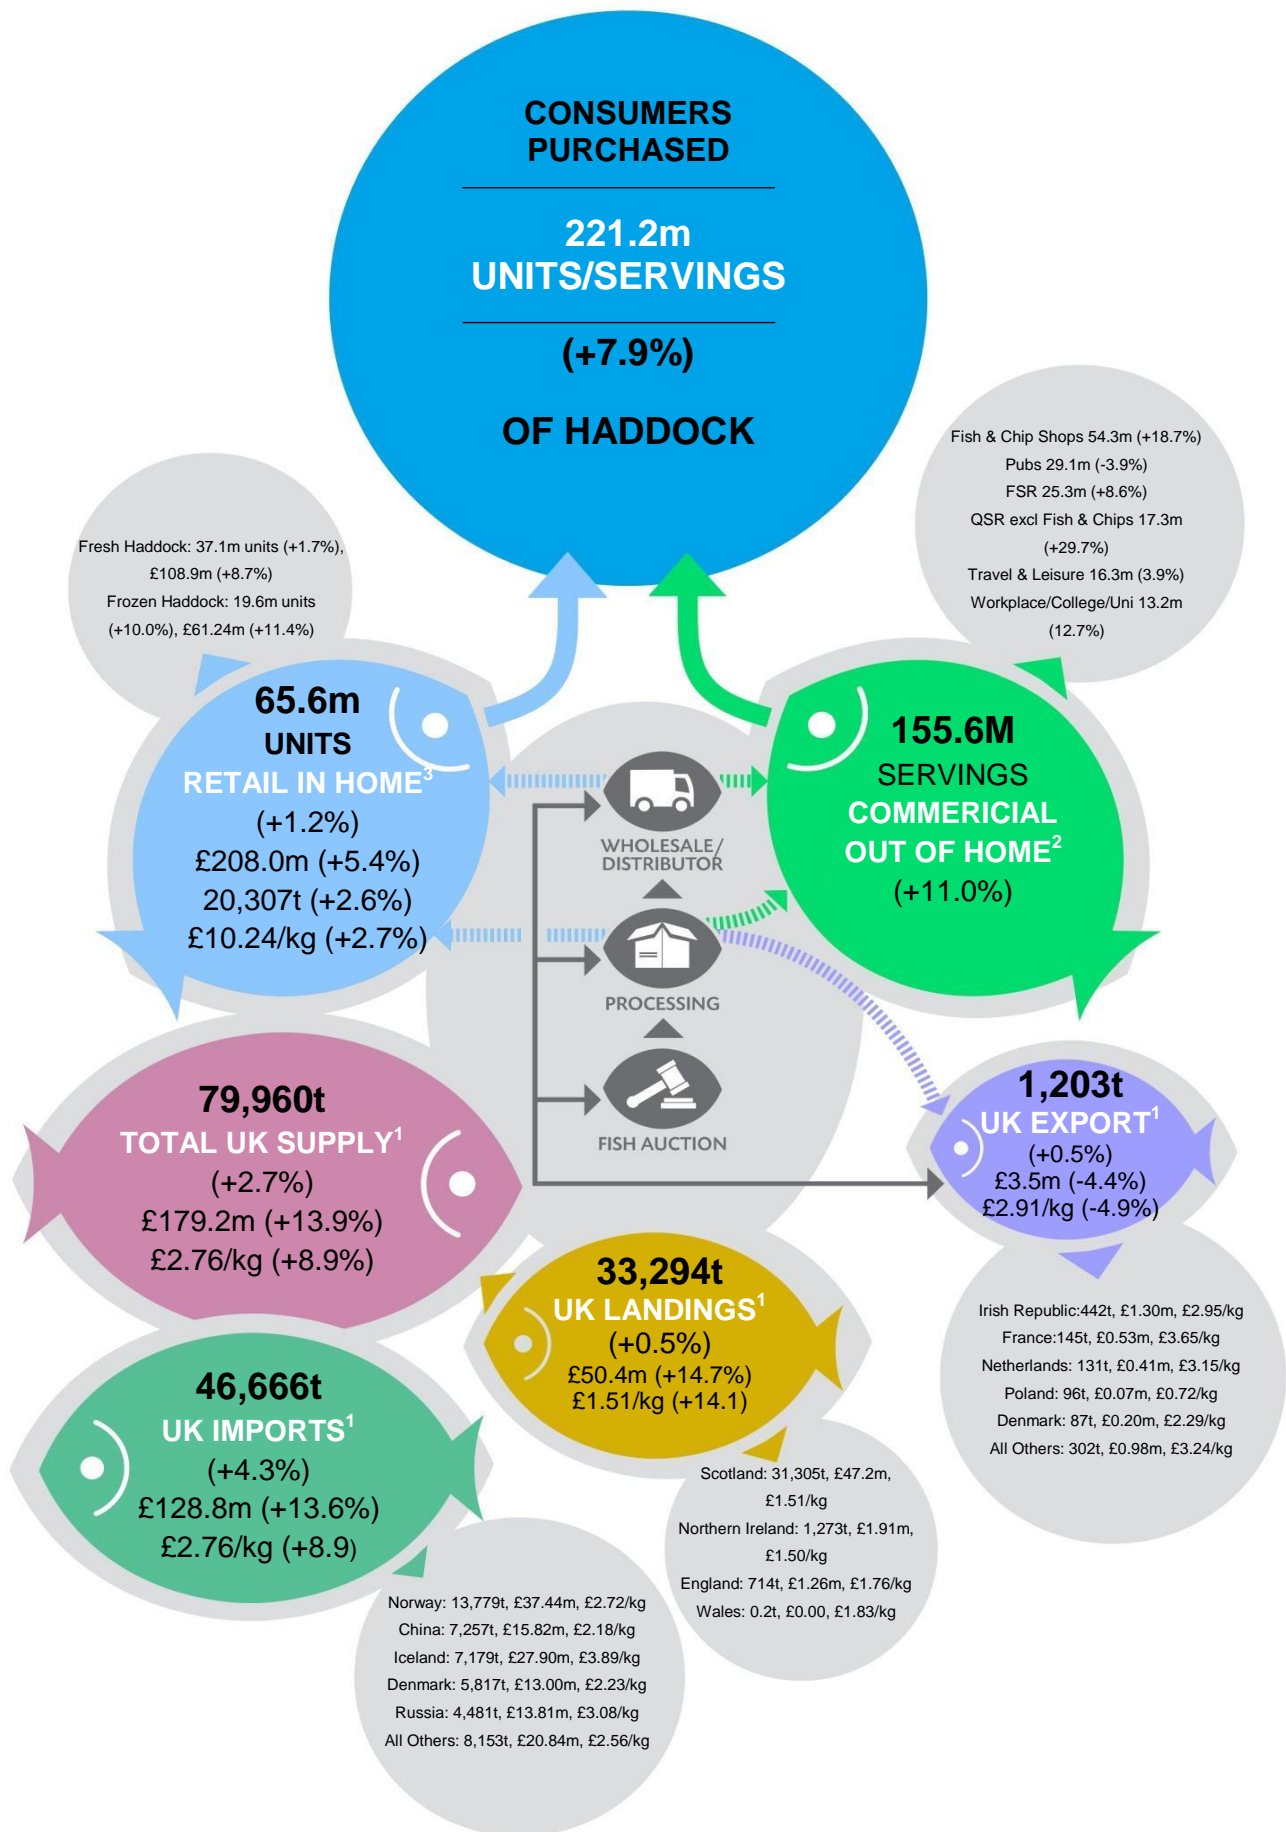 CONSUMERS
PURCHASED
221.2m
UNITS/SERVINGS
(+7.9%)
OF HADDOCK
Fish & Chip Shops 54.3m (+18.7%)
Pubs 29.1m (-3.9%)
FSR 25.3m (+8.6%)
QSR excl Fish & Chips 17.3m
(+29.7%)
Travel & Leisure 16.3m (3.9%)
Workplace/College/Uni 13.2m
(12.7%)
Fresh Haddock: 37.1m units (+1.7%),
£108.9m (+8.7%)
Frozen Haddock: 19.6m units
(+10.0%), £61.24m (+11.4%)
65.6m
UNITS
RETAIL IN HOME³
(+1.2%)
£208.0m (+5.4%)
20,307t (+2.6%)
£10.24/kg (+2.7%)
155.6M
SERVINGS
COMMERICIAL
OUT OF HOME²
(+11.0%)
WHOLESALE/
DISTRIBUTOR
PROCESSING
FISH AUCTION
79,960t
TOTAL UK SUPPLY¹
(+2.7%)
£179.2m (+13.9%)
£2.76/kg (+8.9%)
1,203t
UK EXPORT¹
(+0.5%)
£3.5m (-4.4%)
£2.91/kg (-4.9%)
33,294t
UK LANDINGS¹
(+0.5%)
£50.4m (+14.7%)
£1.51/kg (+14.1)
Irish Republic:442t, £1.30m, £2.95/kg
France:145t, £0.53m, £3.65/kg
Netherlands: 131t, £0.41m, £3.15/kg
Poland: 96t, £0.07m, £0.72/kg
Denmark: 87t, £0.20m, £2.29/kg
All Others: 302t, £0.98m, £3.24/kg
46,666t
UK IMPORTS¹
(+4.3%)
£128.8m (+13.6%)
£2.76/kg (+8.9)
Scotland: 31,305t, £47.2m,
£1.51/kg
Northern Ireland: 1,273t, £1.91m,
£1.50/kg
England: 714t, £1.26m, £1.76/kg
Wales: 0.2t, £0.00, £1.83/kg
Norway: 13,779t, £37.44m, £2.72/kg
China: 7,257t, £15.82m, £2.18/kg
Iceland: 7,179t, £27.90m, £3.89/kg
Denmark: 5,817t, £13.00m, £2.23/kg
Russia: 4,481t, £13.81m, £3.08/kg
All Others: 8,153t, £20.84m, £2.56/kg